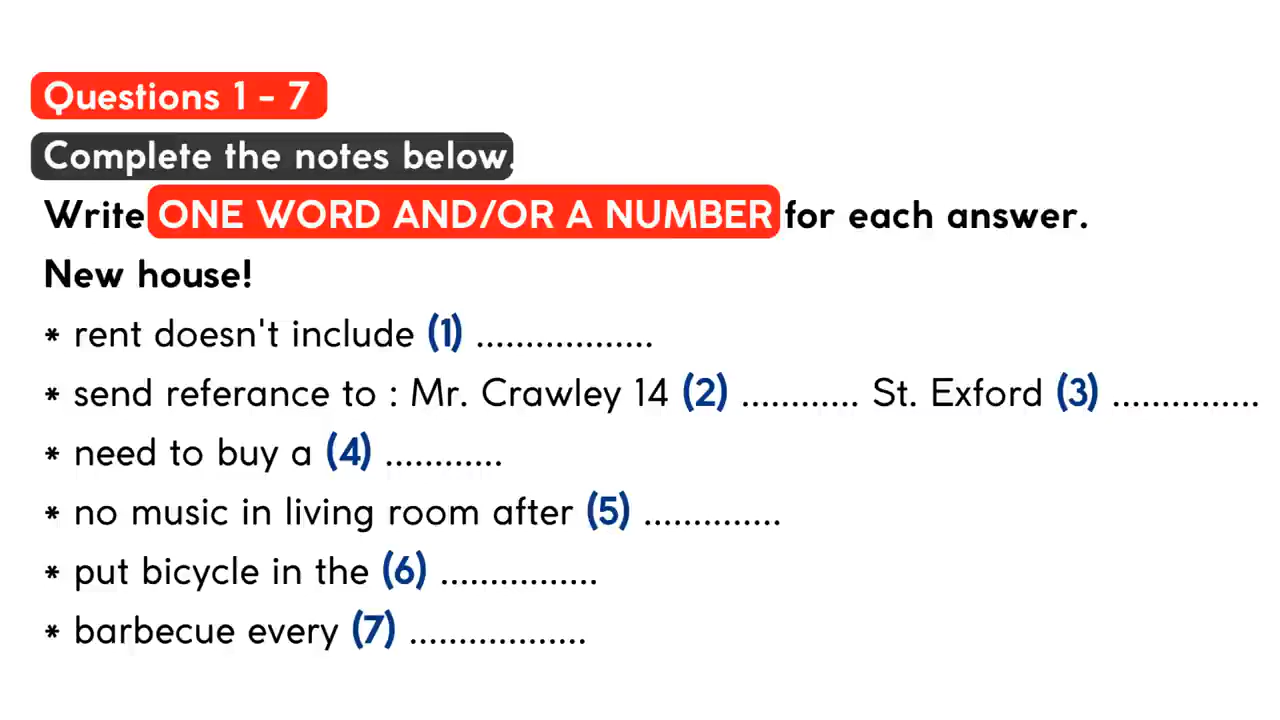 Questions 1 - 7
Complete the notes below.
Write ONE WORD AND/OR A NUMBER for each answer.
New house!
* rent doesn't include (1) ..................
* send referance to : Mr. Crawley 14 (2) ............ St. Exford (3) ...............
* need to buy a (4) ............
* no music in living room after (5) ..............
* put bicycle in the (6) ................
* barbecue every (7) ..................